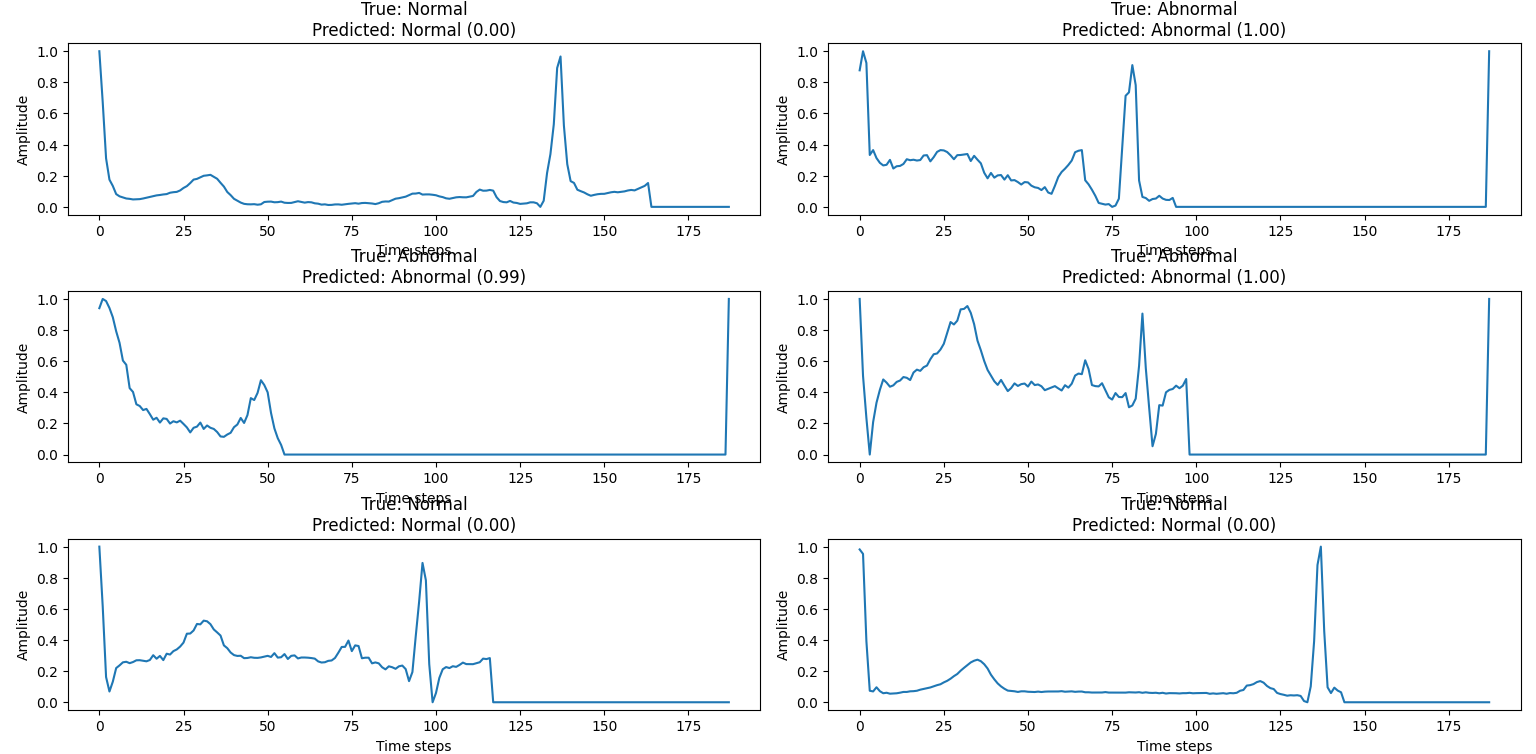 True: Normal
Predicted: Normal (0.00)
1.0
0.8
0.6
0.4
0.2
0.0
Amplitude
0 25 50 75 100 125 150 175
Time steps
True: Abnormal
Predicted: Abnormal (1.00)
1.0
0.8
0.6
0.4
0.2
0.0
Amplitude
0 25 50 75 100 125 150 175
Time steps
True: Abnormal
Predicted: Abnormal (0.99)
1.0
0.8
0.6
0.4
0.2
0.0
Amplitude
0 25 50 75 100 125 150 175
Time steps
True: Abnormal
Predicted: Abnormal (1.00)
1.0
0.8
0.6
0.4
0.2
0.0
Amplitude
0 25 50 75 100 125 150 175
Time steps
True: Normal
Predicted: Normal (0.00)
1.0
0.8
0.6
0.4
0.2
0.0
Amplitude
0 25 50 75 100 125 150 175
Time steps
True: Normal
Predicted: Normal (0.00)
1.0
0.8
0.6
0.4
0.2
0.0
Amplitude
0 25 50 75 100 125 150 175
Time steps